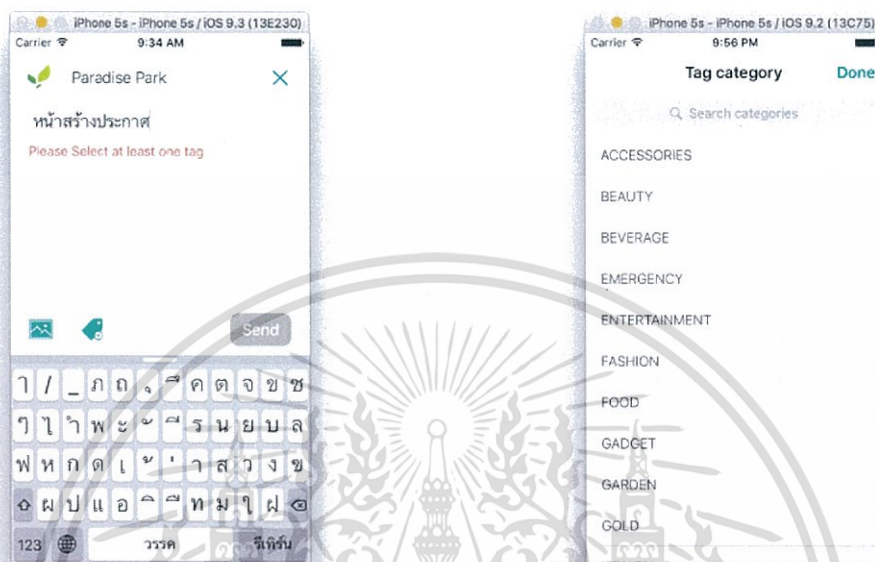 iPhone 5s - iPhone 5s / iOS 9.3 (13E230)
Carrier 9:34 AM
Paradise Park
หน้าสร้างประกาศ
Please Select at least one tag
Send
ๅ / _ ภ ถ ุ ึ ค ต จ ข ช
ๆ ไ ำ พ ะ ั ี ร น ย บ ล
ฟ ห ก ด เ ้ ่ า ส ว ง ฃ
ผ ป แ อ ิ ื ท ม ใ ฝ
123 วรรค รีเทิร์น
iPhone 5s - iPhone 5s / iOS 9.2 (13C75)
Carrier 9:56 PM
Tag category Done
Search categories
ACCESSORIES
BEAUTY
BEVERAGE
EMERGENCY
ENTERTAINMENT
FASHION
FOOD
GADGET
GARDEN
GOLD